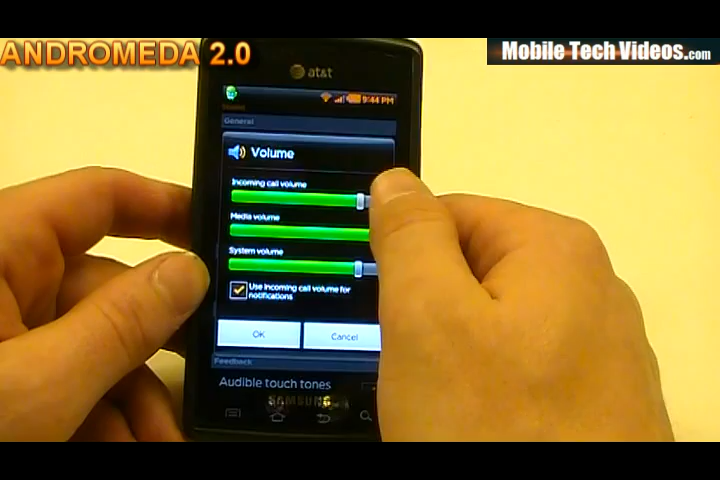 ANDROMEDA 2.0
Mobile Tech Videos.com
at&t
9:44 PM
General
Volume
Incoming call volume
Media volume
System volume
Use incoming call volume for
notifications
OK
Cancel
Feedback
Audible touch tones
SAMSUNG